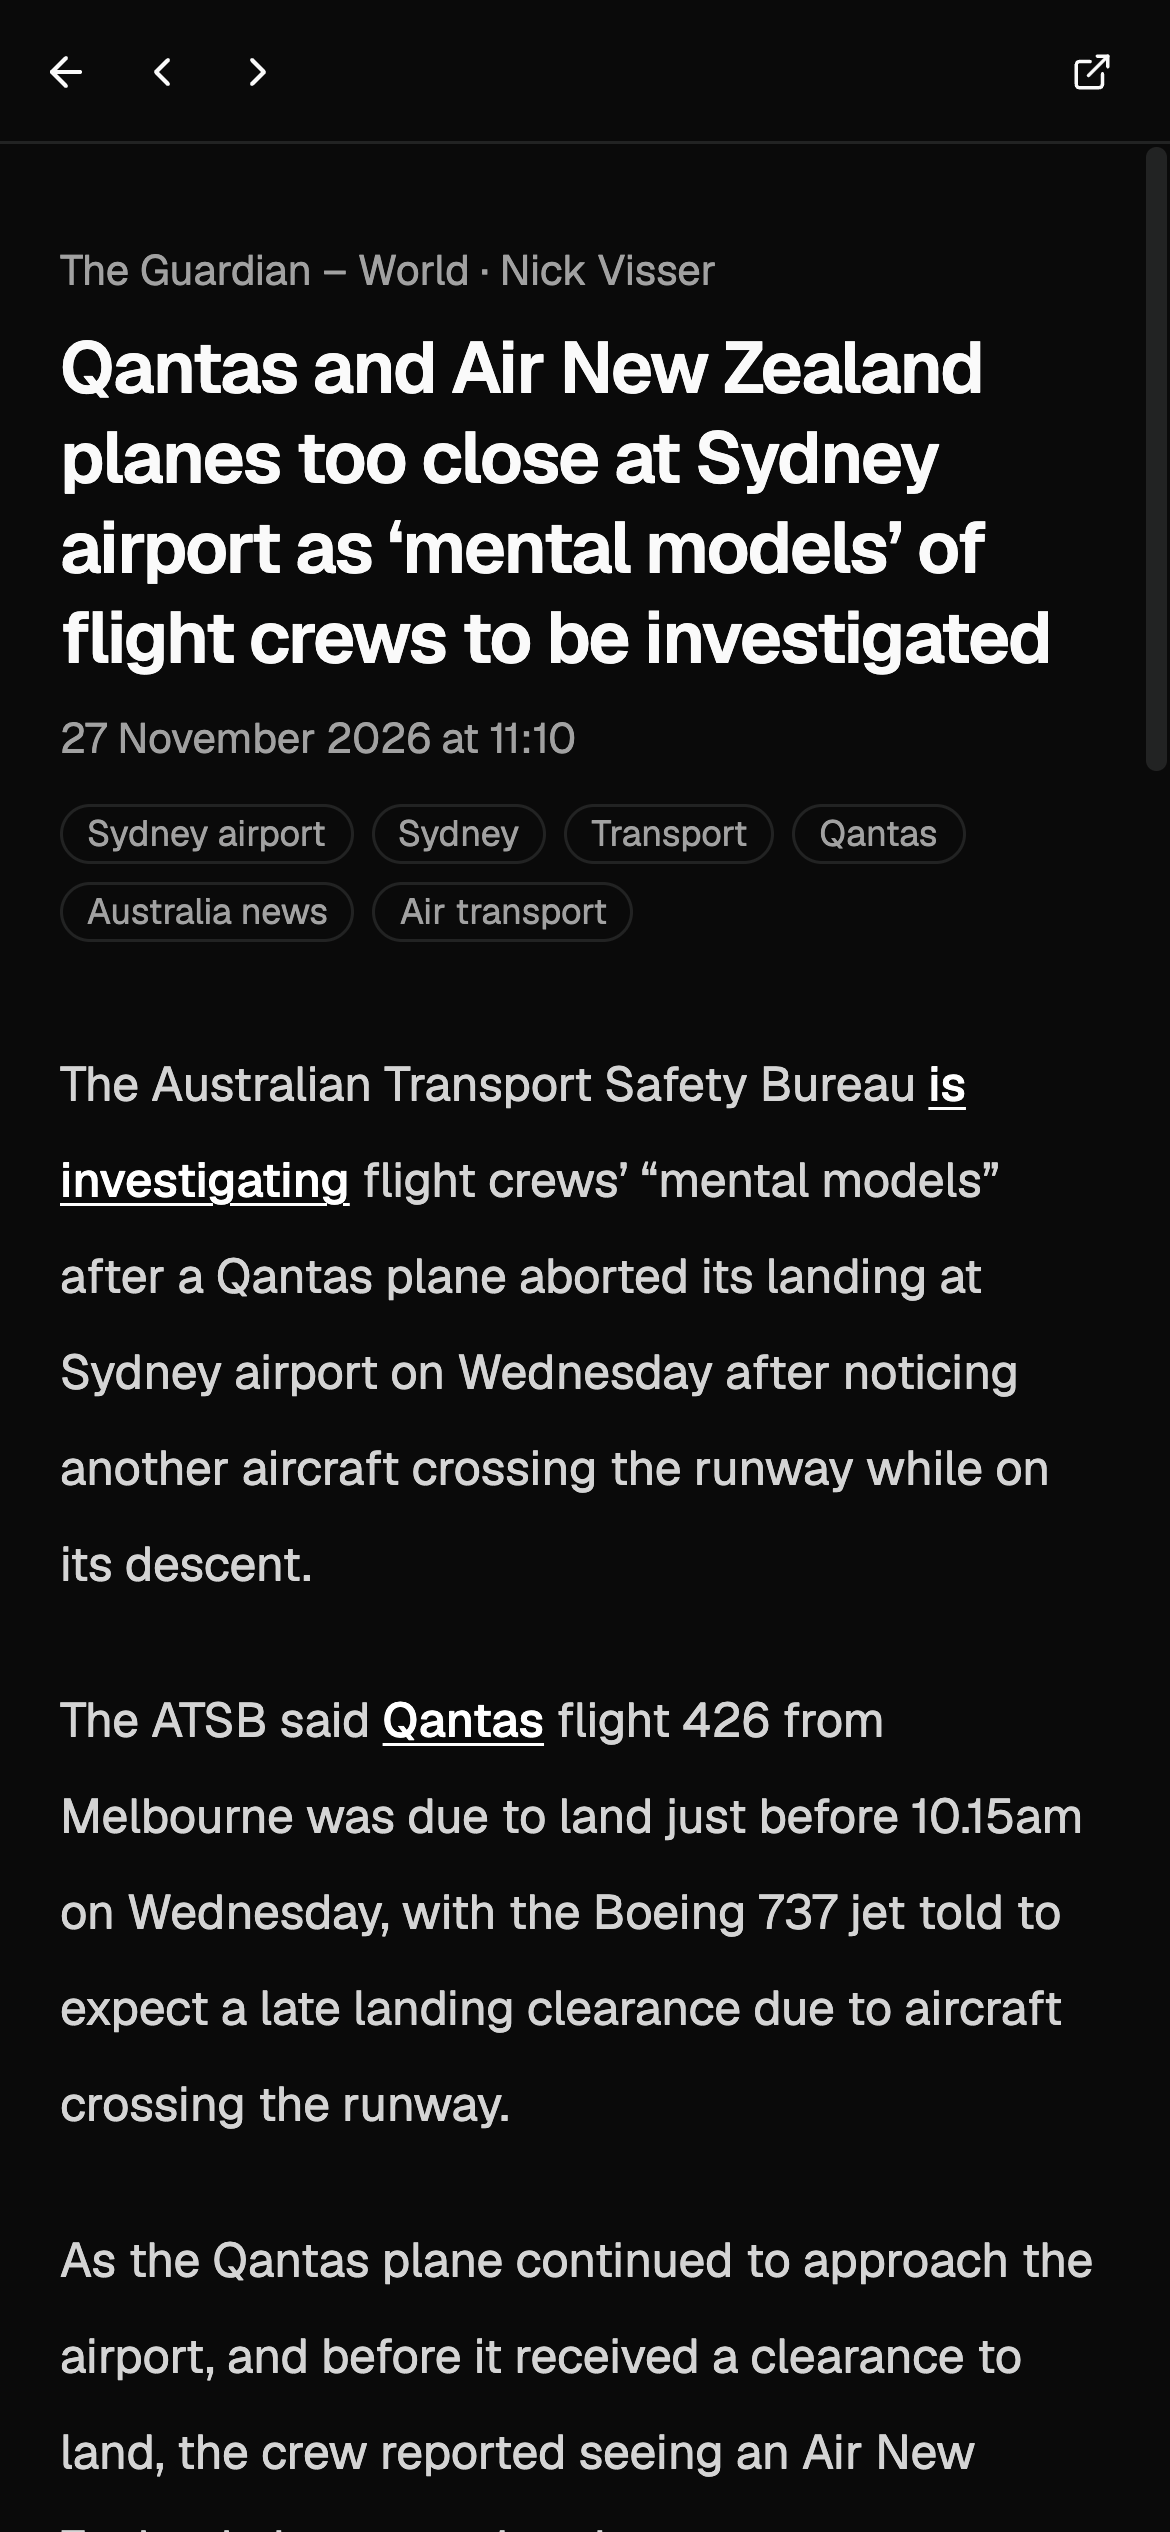 The Guardian – World · Nick Visser
Qantas and Air New Zealand
planes too close at Sydney
airport as ‘mental models’ of
flight crews to be investigated
27 November 2026 at 11:10
Sydney airport
Sydney
Transport
Qantas
Australia news
Air transport
The Australian Transport Safety Bureau is
investigating flight crews’ “mental models”
after a Qantas plane aborted its landing at
Sydney airport on Wednesday after noticing
another aircraft crossing the runway while on
its descent.
The ATSB said Qantas flight 426 from
Melbourne was due to land just before 10.15am
on Wednesday, with the Boeing 737 jet told to
expect a late landing clearance due to aircraft
crossing the runway.
As the Qantas plane continued to approach the
airport, and before it received a clearance to
land, the crew reported seeing an Air New